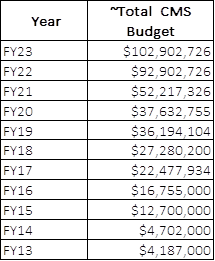 Year ~Total CMS Budget
FY23 $102,902,726
FY22 $92,902,726
FY21 $52,217,326
FY20 $37,632,755
FY19 $36,194,104
FY18 $27,280,200
FY17 $22,477,934
FY16 $16,755,000
FY15 $12,700,000
FY14 $4,702,000
FY13 $4,187,000